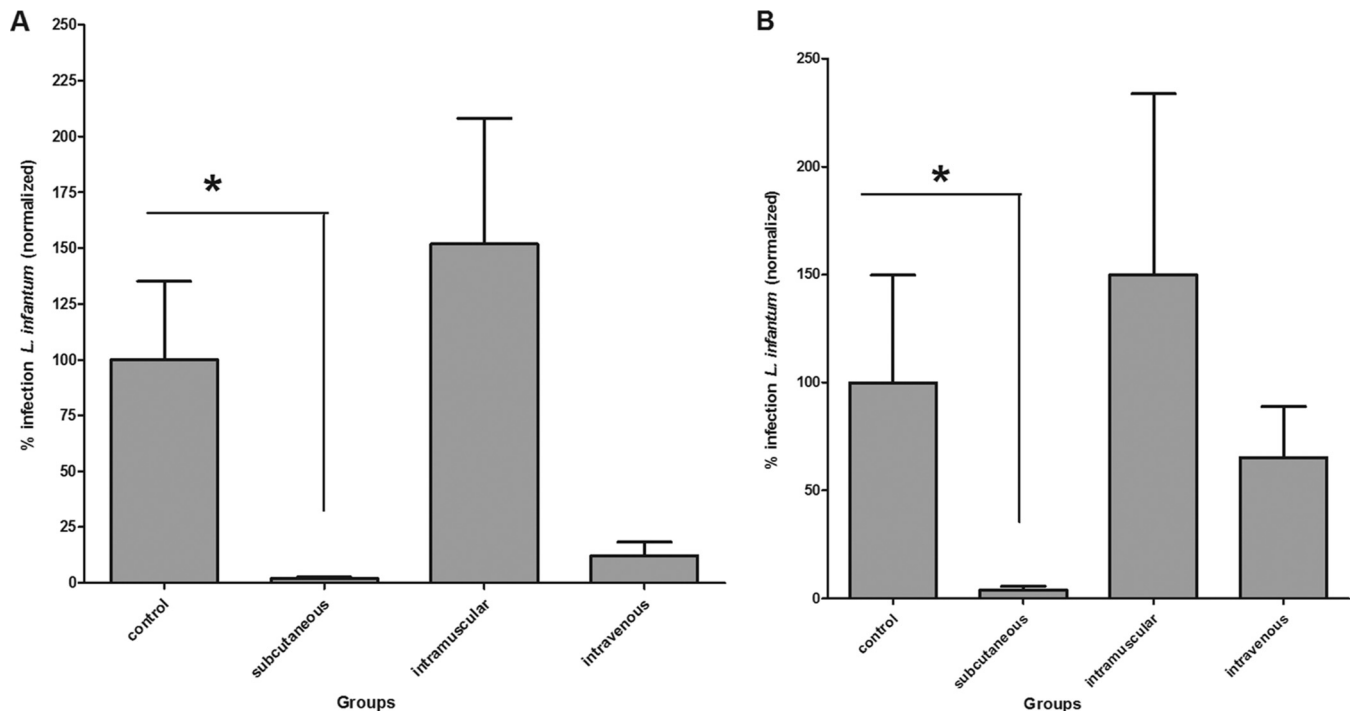 A
% infection L. infantum (normalized)
250
225
200
175
150
125
100
75
50
25
0
*
control
subcutaneous
intramuscular
intravenous
Groups
B
% infection L. infantum (normalized)
250
200
150
100
50
0
*
control
subcutaneous
intramuscular
intravenous
Groups